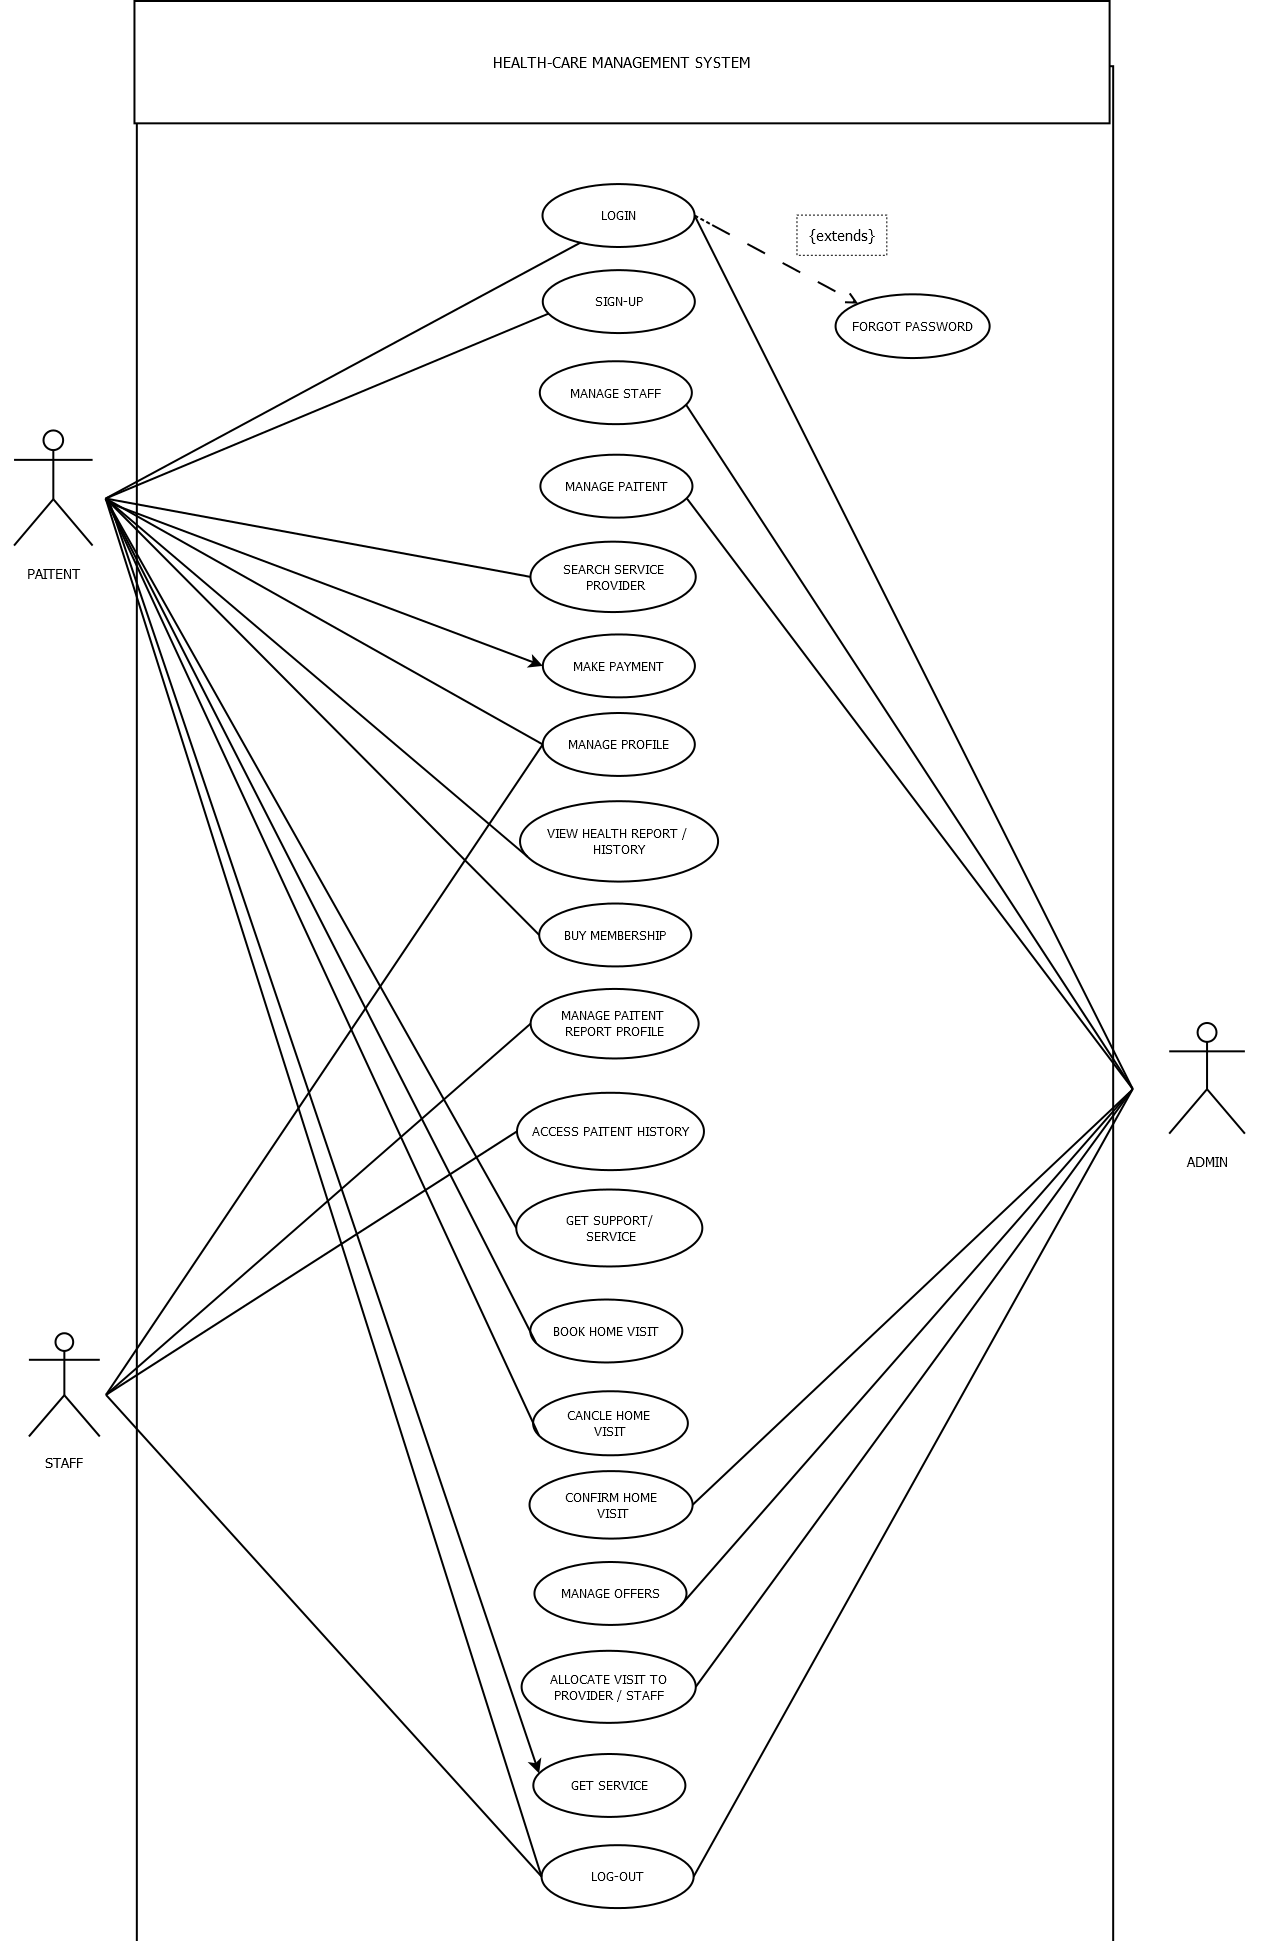 HEALTH-CARE MANAGEMENT SYSTEM
LOGIN
{extends}
SIGN-UP
FORGOT PASSWORD
MANAGE STAFF
MANAGE PAITENT
PAITENT
SEARCH SERVICE
PROVIDER
MAKE PAYMENT
MANAGE PROFILE
VIEW HEALTH REPORT /
HISTORY
BUY MEMBERSHIP
MANAGE PAITENT
REPORT PROFILE
ACCESS PAITENT HISTORY
ADMIN
GET SUPPORT/
SERVICE
BOOK HOME VISIT
CANCLE HOME
VISIT
STAFF
CONFIRM HOME
VISIT
MANAGE OFFERS
ALLOCATE VISIT TO
PROVIDER / STAFF
GET SERVICE
LOG-OUT